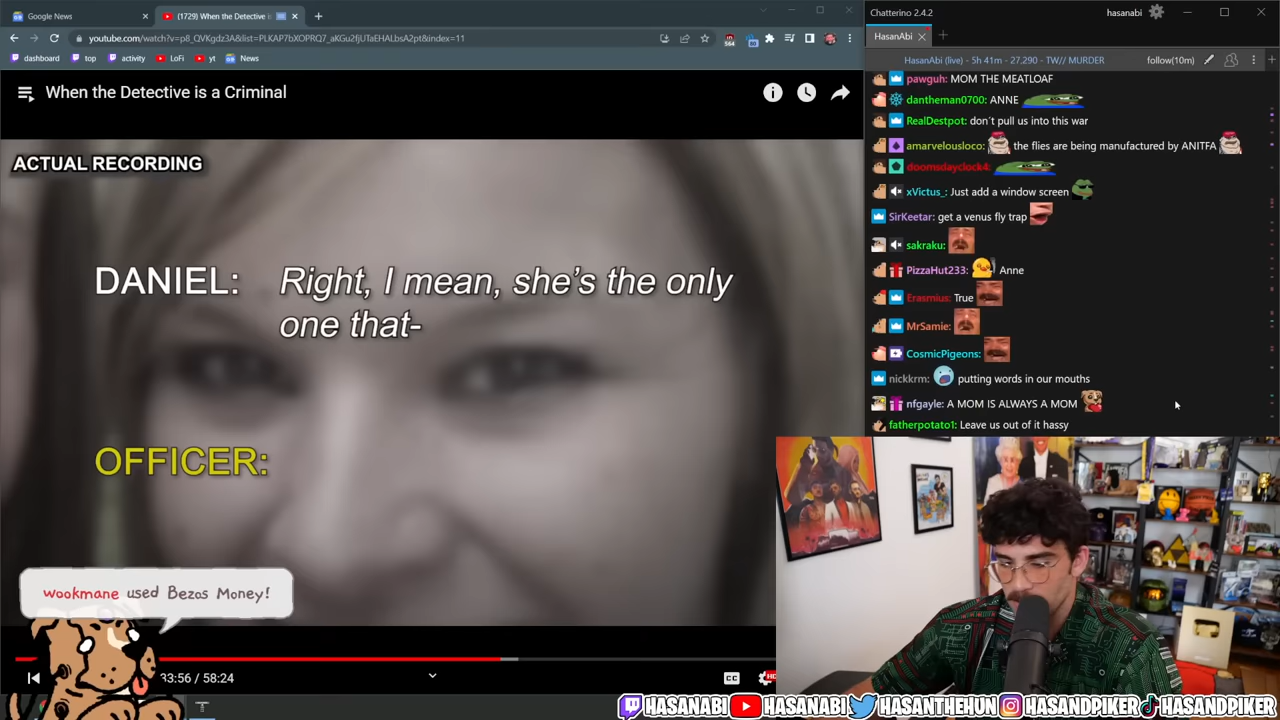 Google News
(1729) When the Detective is
youtube.com/watch?v=p8_QVKgdz3A&list=PLKAP7bXOPRQ7_aKGu2fjUTaEHALbsA2pt&index=11
564
80
dashboard
top
activity
LoFi
yt
News
When the Detective is a Criminal
ACTUAL RECORDING
DANIEL: Right, I mean, she's the only
one that-
OFFICER:
wookmane used Bezos Money!
33:56 / 58:24
CC
HD
Chatterino 2.4.2
hasanabi
HasanAbi
HasanAbi (live) - 5h 41m - 27.290 - TW// MURDER
follow(10m)
pawguh: MOM THE MEATLOAF
dantheman0700: ANNE
RealDestpot: don´t pull us into this war
amarvelousloco: the flies are being manufactured by ANITFA
doomsdayclock4:
xVictus_: Just add a window screen
SirKeetar: get a venus fly trap
sakraku:
PizzaHut233: Anne
Erasmius: True
MrSamie:
CosmicPigeons:
nickkrm: putting words in our mouths
nfgayle: A MOM IS ALWAYS A MOM
fatherpotato1: Leave us out of it hassy
HASANABI HASANABI HASANTHEHUN HASANDPIKER HASANDPIKER